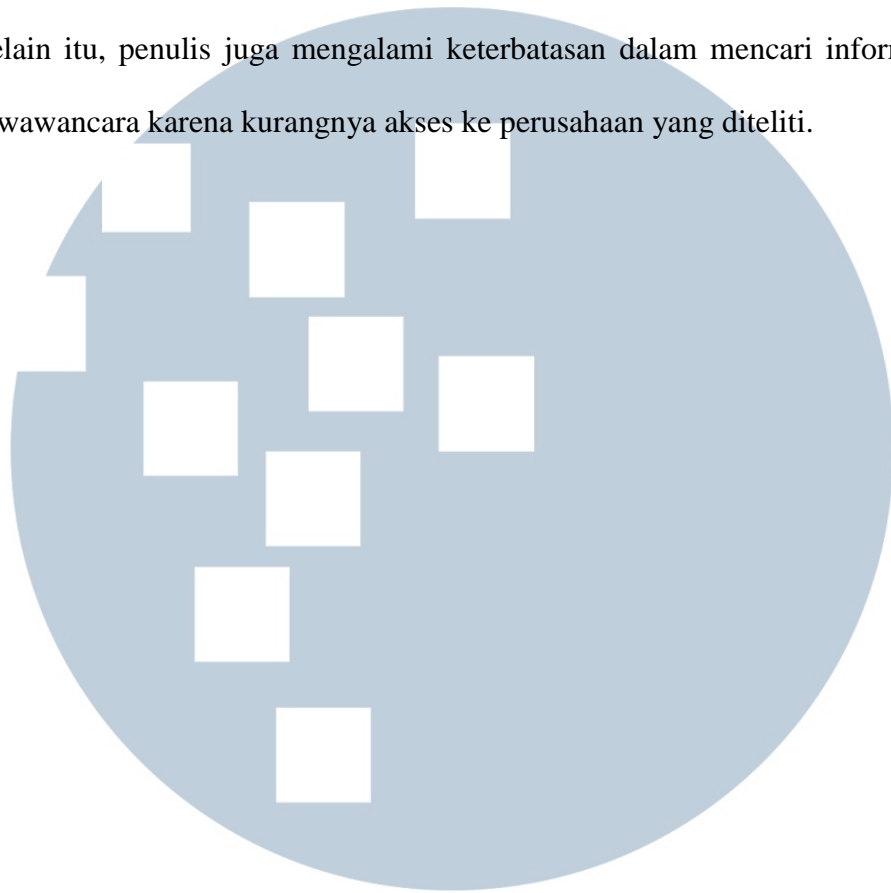 elain itu, penulis juga mengalami keterbatasan dalam mencari infor
wawancara karena kurangnya akses ke perusahaan yang diteliti.